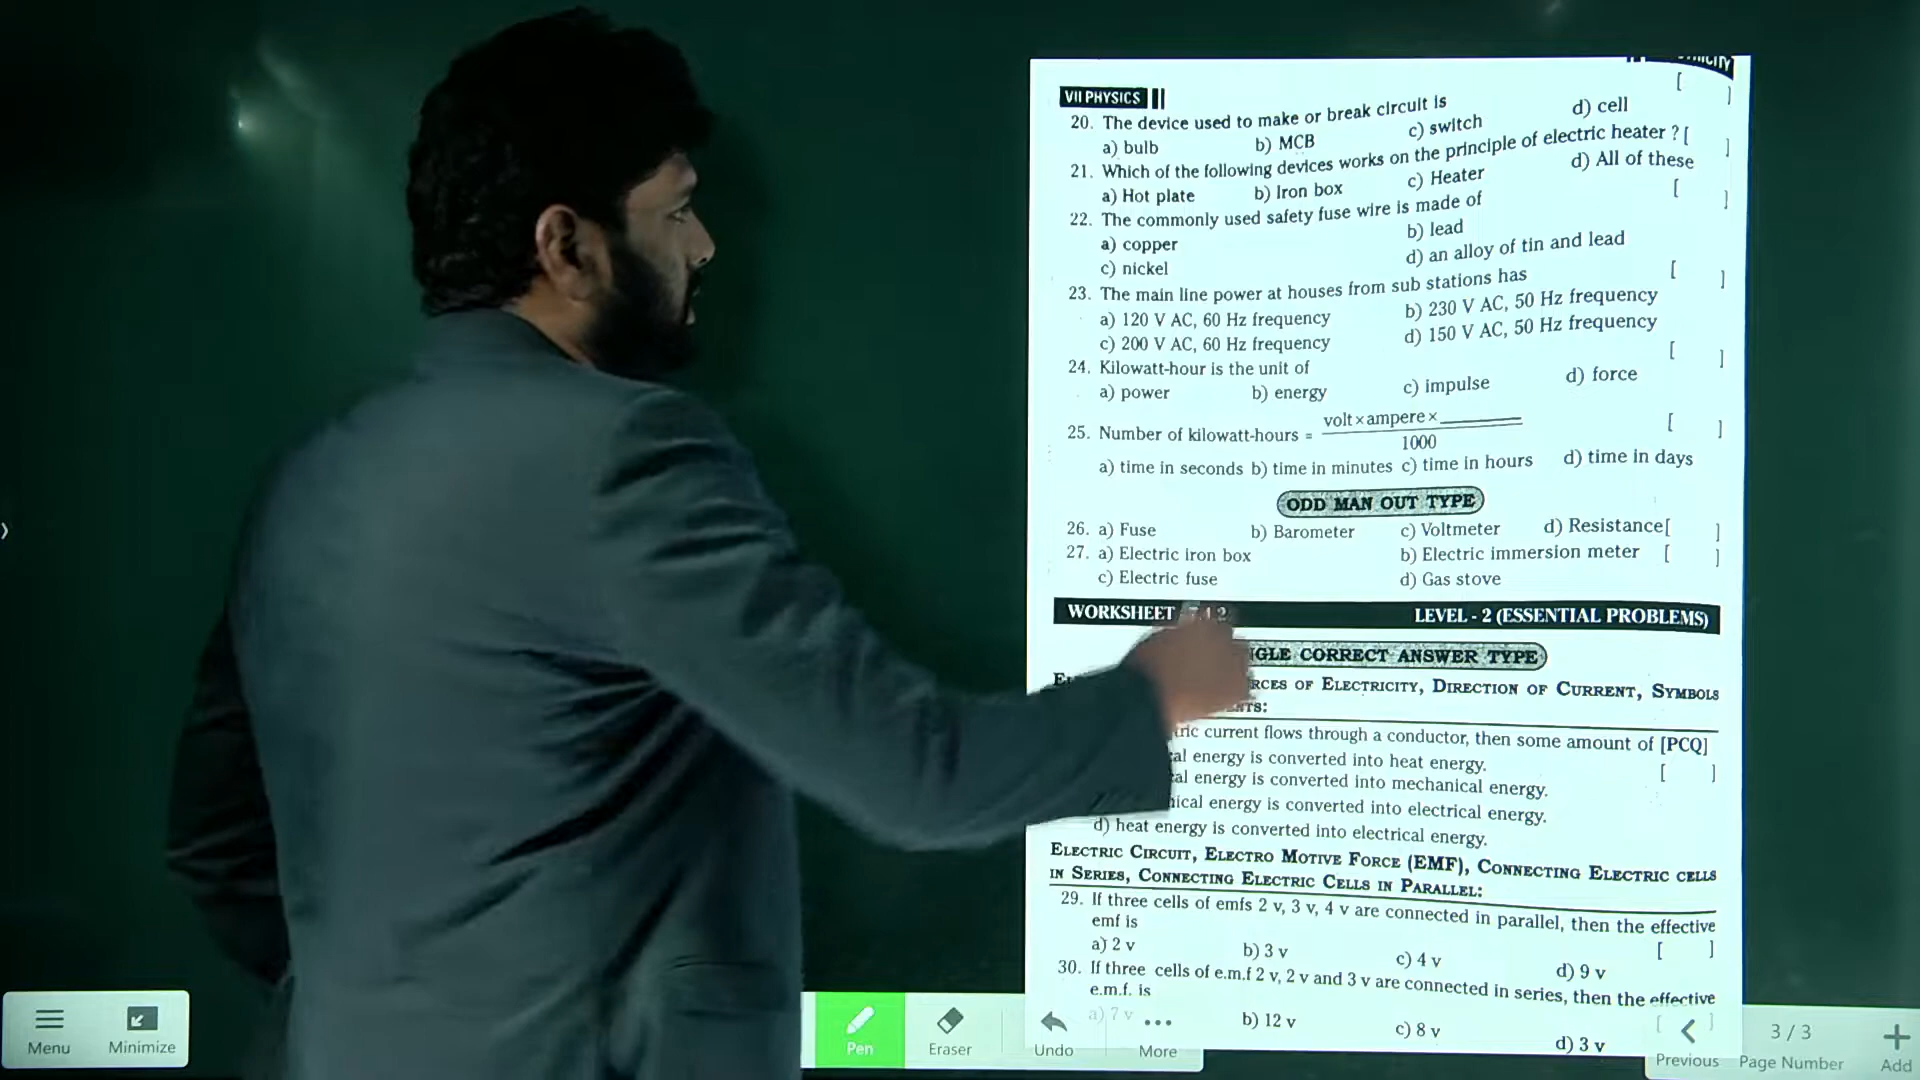 VII PHYSICS
20. The device used to make or break circuit is [ ]
a) bulb b) MCB c) switch d) cell
21. Which of the following devices works on the principle of electric heater ? [ ]
a) Hot plate b) Iron box c) Heater d) All of these
22. The commonly used safety fuse wire is made of [ ]
a) copper b) lead
c) nickel d) an alloy of tin and lead
23. The main line power at houses from sub stations has [ ]
a) 120 V AC, 60 Hz frequency b) 230 V AC, 50 Hz frequency
c) 200 V AC, 60 Hz frequency d) 150 V AC, 50 Hz frequency
24. Kilowatt-hour is the unit of [ ]
a) power b) energy c) impulse d) force
25. Number of kilowatt-hours = volt×ampere×_______ / 1000 [ ]
a) time in seconds b) time in minutes c) time in hours d) time in days
ODD MAN OUT TYPE
26. a) Fuse b) Barometer c) Voltmeter d) Resistance[ ]
27. a) Electric iron box b) Electric immersion meter [ ]
c) Electric fuse d) Gas stove
WORKSHEET LEVEL - 2 (ESSENTIAL PROBLEMS)
CORRECT ANSWER TYPE
OF ELECTRICITY, DIRECTION OF CURRENT, SYMBOLS
current flows through a conductor, then some amount of [PCQ]
energy is converted into heat energy. [ ]
energy is converted into mechanical energy.
energy is converted into electrical energy.
d) heat energy is converted into electrical energy.
ELECTRIC CIRCUIT, ELECTRO MOTIVE FORCE (EMF), CONNECTING ELECTRIC CELLS
IN SERIES, CONNECTING ELECTRIC CELLS IN PARALLEL:
29. If three cells of emfs 2 v, 3 v, 4 v are connected in parallel, then the effective
emf is [ ]
a) 2 v b) 3 v c) 4 v d) 9 v
30. If three cells of e.m.f 2 v, 2 v and 3 v are connected in series, then the effective
e.m.f. is [ ]
a) 7 v b) 12 v c) 8 v d) 3 v
Menu Minimize Pen Eraser Undo More Previous 3 / 3 Page Number Add